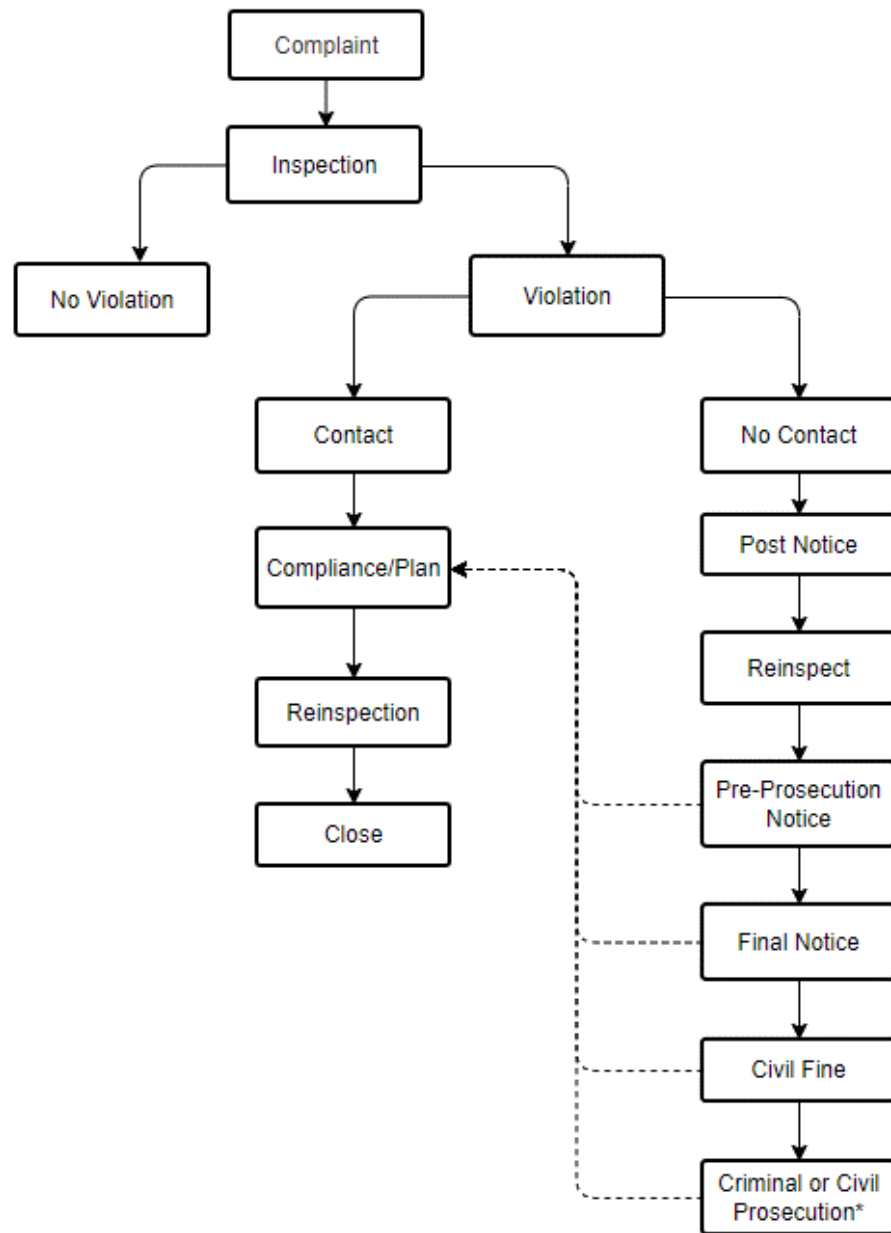 Complaint
Inspection
No Violation
Violation
Contact
No Contact
Post Notice
Compliance/Plan
Reinspect
Reinspection
Pre-Prosecution
Notice
Close
Final Notice
Civil Fine
Criminal or Civil
Prosecution*